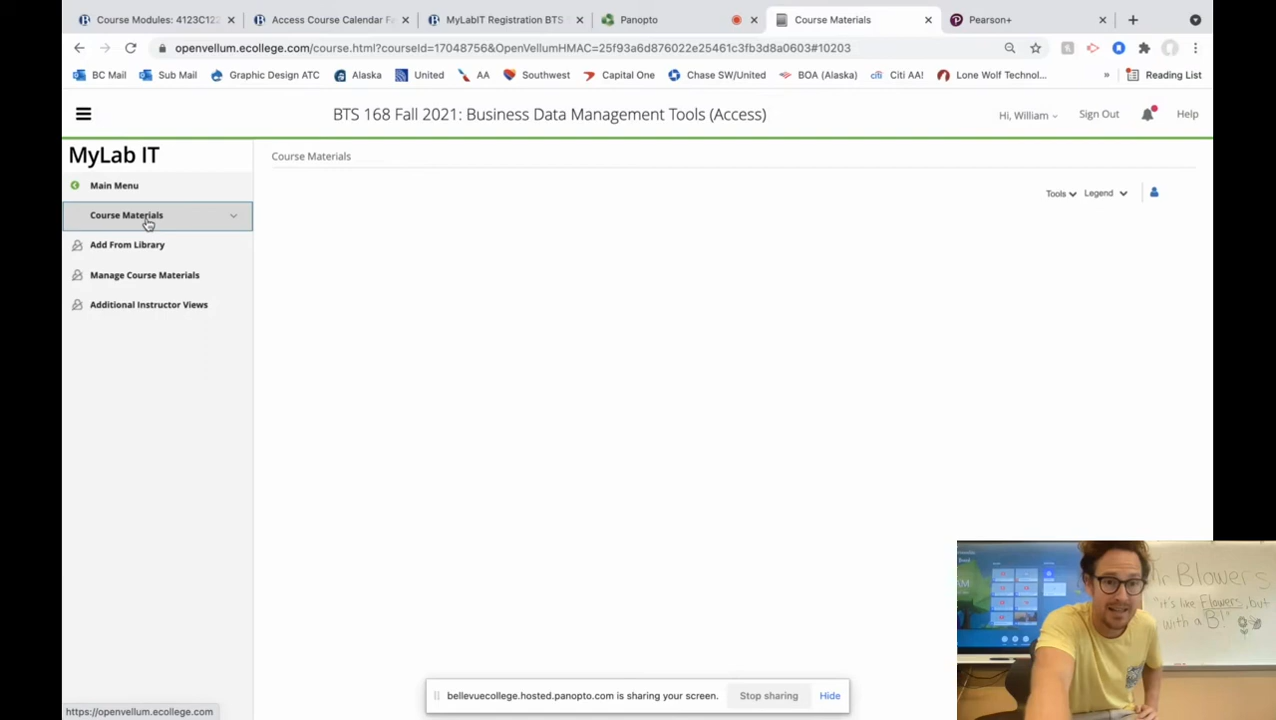 Course Modules: 4123C123
Access Course Calendar Fa
MyLabIT Registration BTS
Panopto
Course Materials
Pearson+
openvellum.ecollege.com/course.html?courseId=17048756&OpenVellumHMAC=25f93a6d876022e25461c3fb3d8a0603#10203
BC Mail
Sub Mail
Graphic Design ATC
Alaska
United
AA
Southwest
Capital One
Chase SW/United
BOA (Alaska)
citi Citi AA!
Lone Wolf Technol...
»
Reading List
BTS 168 Fall 2021: Business Data Management Tools (Access)
Hi, William
Sign Out
Help
MyLab IT
Course Materials
Main Menu
Tools
Legend
Course Materials
Add From Library
Manage Course Materials
Additional Instructor Views
Mr Blowers
"it's like Flowers, but
with a B!"
bellevuecollege.hosted.panopto.com is sharing your screen.
Stop sharing
Hide
https://openvellum.ecollege.com